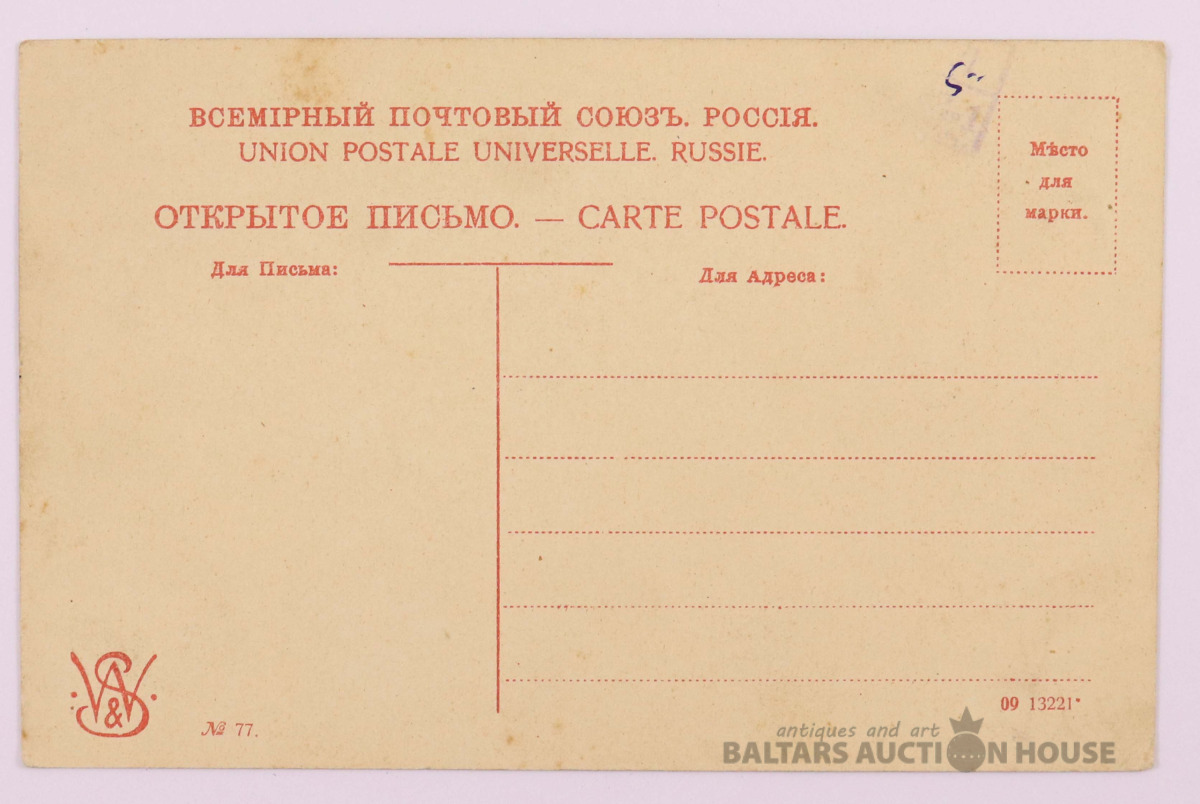 ВСЕМІРНЫЙ ПОЧТОВЫЙ СОЮЗЪ. РОССІЯ.
UNION POSTALE UNIVERSELLE. RUSSIE.
ОТКРЫТОЕ ПИСЬМО. — CARTE POSTALE.
Мѣсто
для
марки.
Для Письма:
Для Адреса:
№ 77.
09 13221
antiques and art
BALTARS AUCTION HOUSE